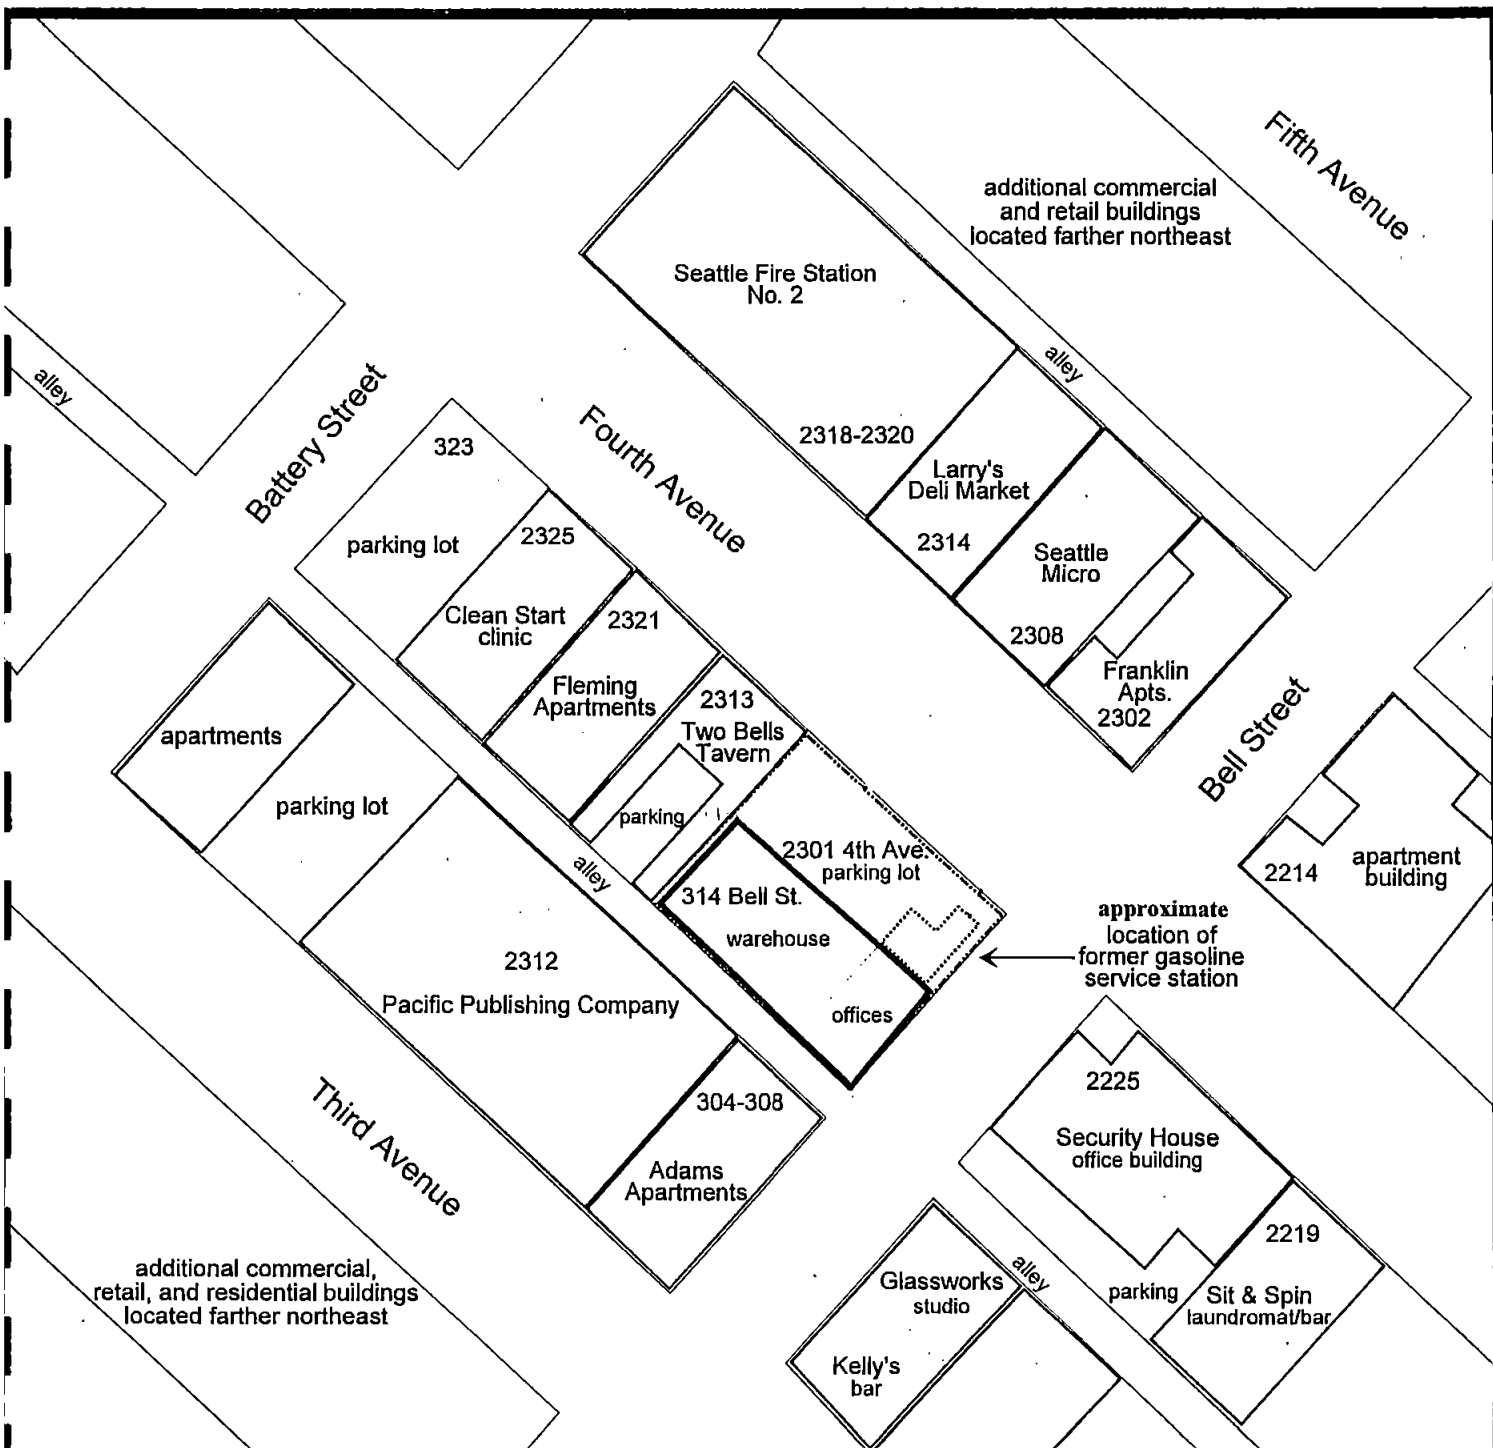 Fifth Avenue
additional commercial
and retail buildings
located farther northeast
Seattle Fire Station
No. 2
alley
alley
Battery Street
Fourth Avenue
323
2318-2320
Larry's
Deli Market
parking lot
2325
2314
Seattle
Micro
Clean Start
clinic
2321
2308
Fleming
Apartments
Franklin
Apts.
2302
2313
Two Bells
Tavern
Bell Street
apartments
parking lot
parking
2301 4th Ave.
parking lot
alley
2214
apartment
building
314 Bell St.
warehouse
approximate
location of
former gasoline
service station
2312
Pacific Publishing Company
offices
Third Avenue
304-308
Adams
Apartments
2225
Security House
office building
2219
additional commercial,
retail, and residential buildings
located farther northeast
Glassworks
studio
alley
parking
Sit & Spin
laundromat/bar
Kelly's
bar